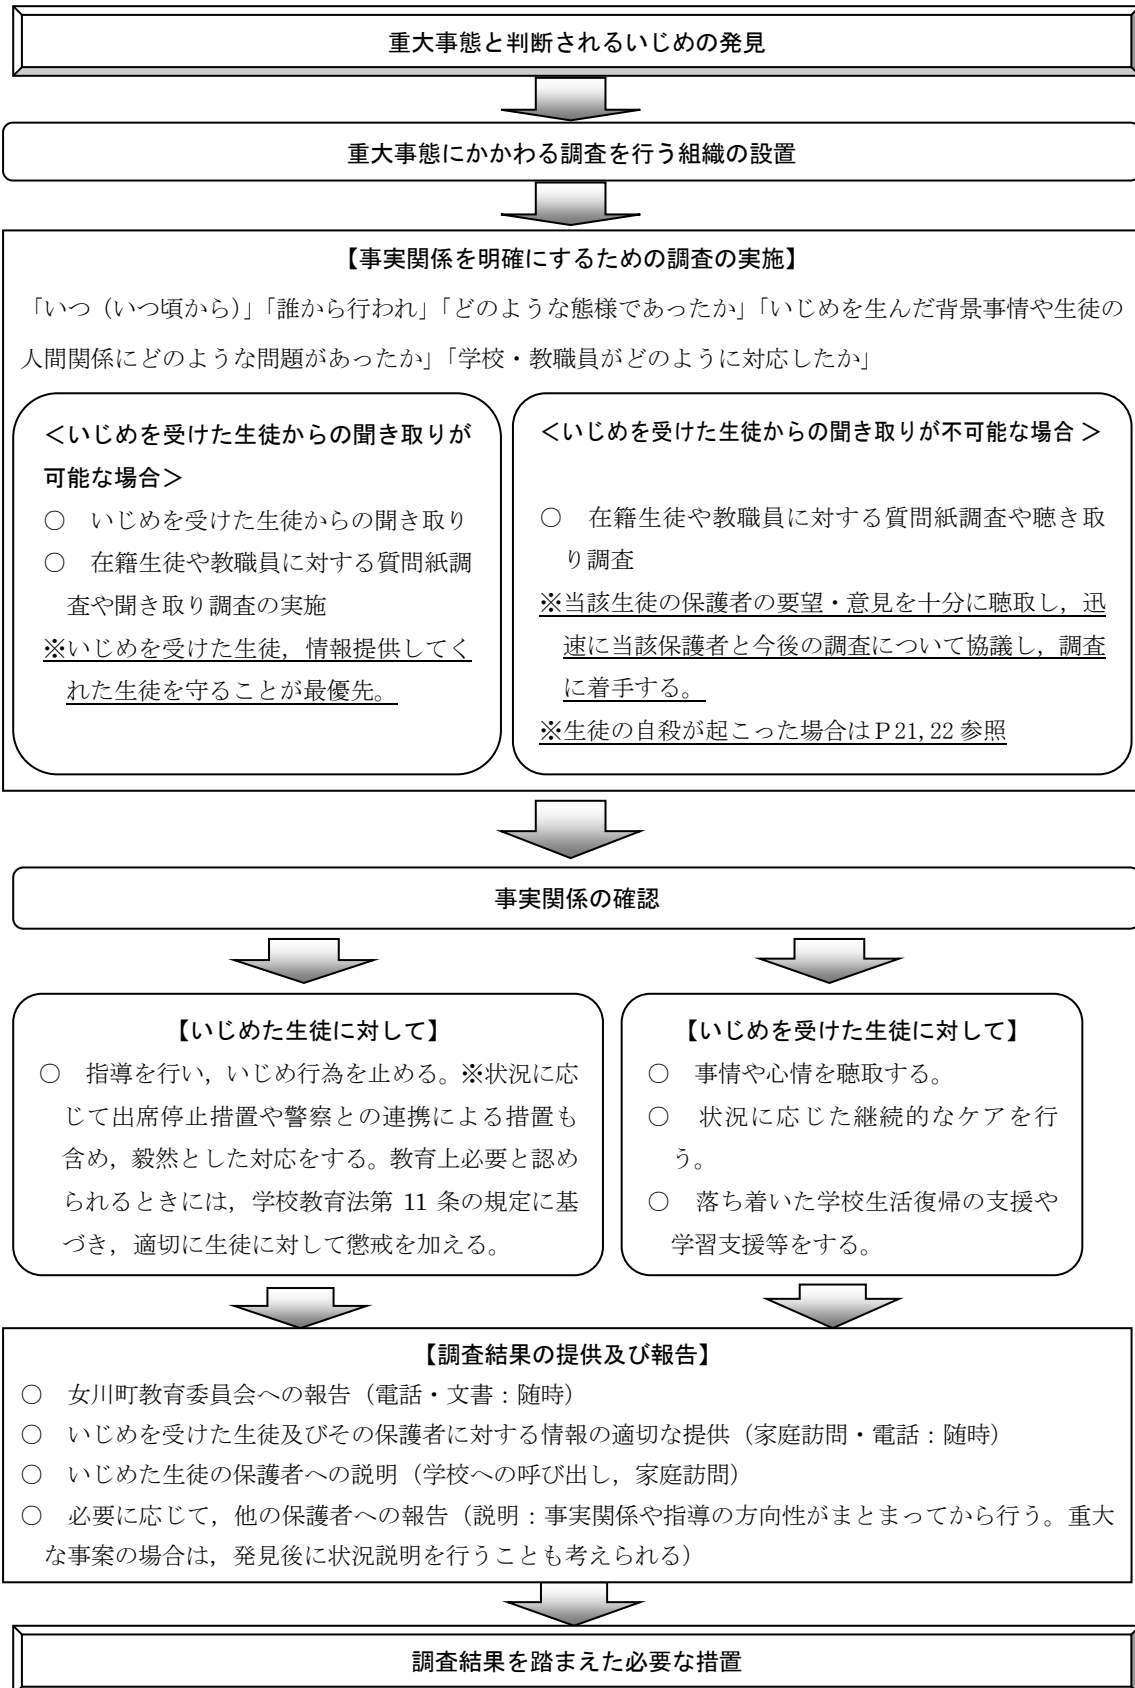 重大事態と判断されるいじめの発見
重大事態にかかわる調査を行う組織の設置
【事実関係を明確にするための調査の実施】
「いつ（いつ頃から）」「誰から行われ」「どのような態様であったか」「いじめを生んだ背景事情や生徒の
人間関係にどのような問題があったか」「学校・教職員がどのように対応したか」
＜いじめを受けた生徒からの聞き取りが
可能な場合＞
○　いじめを受けた生徒からの聞き取り
○　在籍生徒や教職員に対する質問紙調
査や聞き取り調査の実施
※いじめを受けた生徒，情報提供してく
れた生徒を守ることが最優先。
＜いじめを受けた生徒からの聞き取りが不可能な場合＞
○　在籍生徒や教職員に対する質問紙調査や聴き取
り調査
※当該生徒の保護者の要望・意見を十分に聴取し，迅
速に当該保護者と今後の調査について協議し，調査
に着手する。
※生徒の自殺が起こった場合はＰ21,22 参照
事実関係の確認
【いじめた生徒に対して】
○　指導を行い，いじめ行為を止める。※状況に応
じて出席停止措置や警察との連携による措置も
含め，毅然とした対応をする。教育上必要と認め
られるときには，学校教育法第 11 条の規定に基
づき，適切に生徒に対して懲戒を加える。
【いじめを受けた生徒に対して】
○　事情や心情を聴取する。
○　状況に応じた継続的なケアを行
う。
○　落ち着いた学校生活復帰の支援や
学習支援等をする。
【調査結果の提供及び報告】
○　女川町教育委員会への報告（電話・文書：随時）
○　いじめを受けた生徒及びその保護者に対する情報の適切な提供（家庭訪問・電話：随時）
○　いじめた生徒の保護者への説明（学校への呼び出し，家庭訪問）
○　必要に応じて，他の保護者への報告（説明：事実関係や指導の方向性がまとまってから行う。重大
な事案の場合は，発見後に状況説明を行うことも考えられる）
調査結果を踏まえた必要な措置